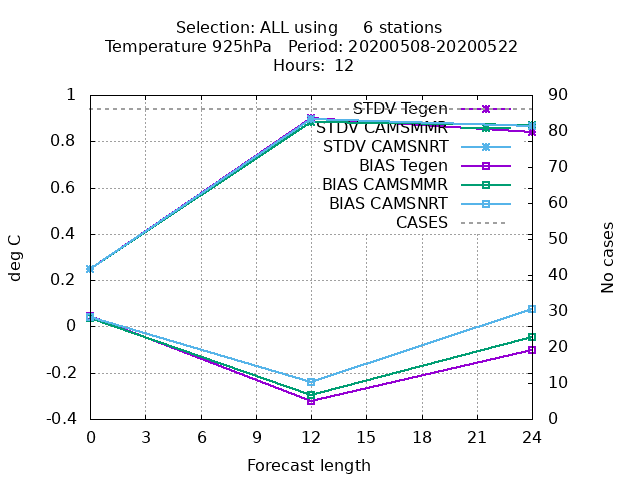 Selection: ALL using 6 stations
Temperature 925hPa Period: 20200508-20200522
Hours: 12
1
0.8
0.6
0.4
0.2
0
-0.2
-0.4
deg C
STDV Tegen
STDV CAMSMMR
STDV CAMSNRT
BIAS Tegen
BIAS CAMSMMR
BIAS CAMSNRT
CASES
90
80
70
60
50
40
30
20
10
0
No cases
0 3 6 9 12 15 18 21 24
Forecast length